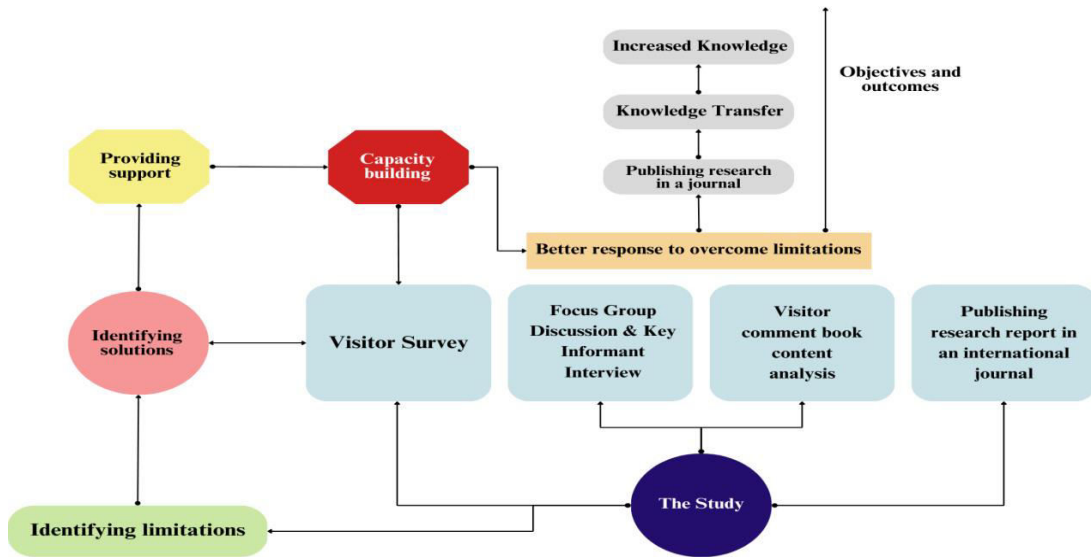 Increased Knowledge
Objectives and
outcomes
Knowledge Transfer
Providing
support
Capacity
building
Publishing research
in a journal
Better response to overcome limitations
Identifying
solutions
Visitor Survey
Focus Group
Discussion & Key
Informant
Interview
Visitor
comment book
content
analysis
Publishing
research report in
an international
journal
The Study
Identifying limitations